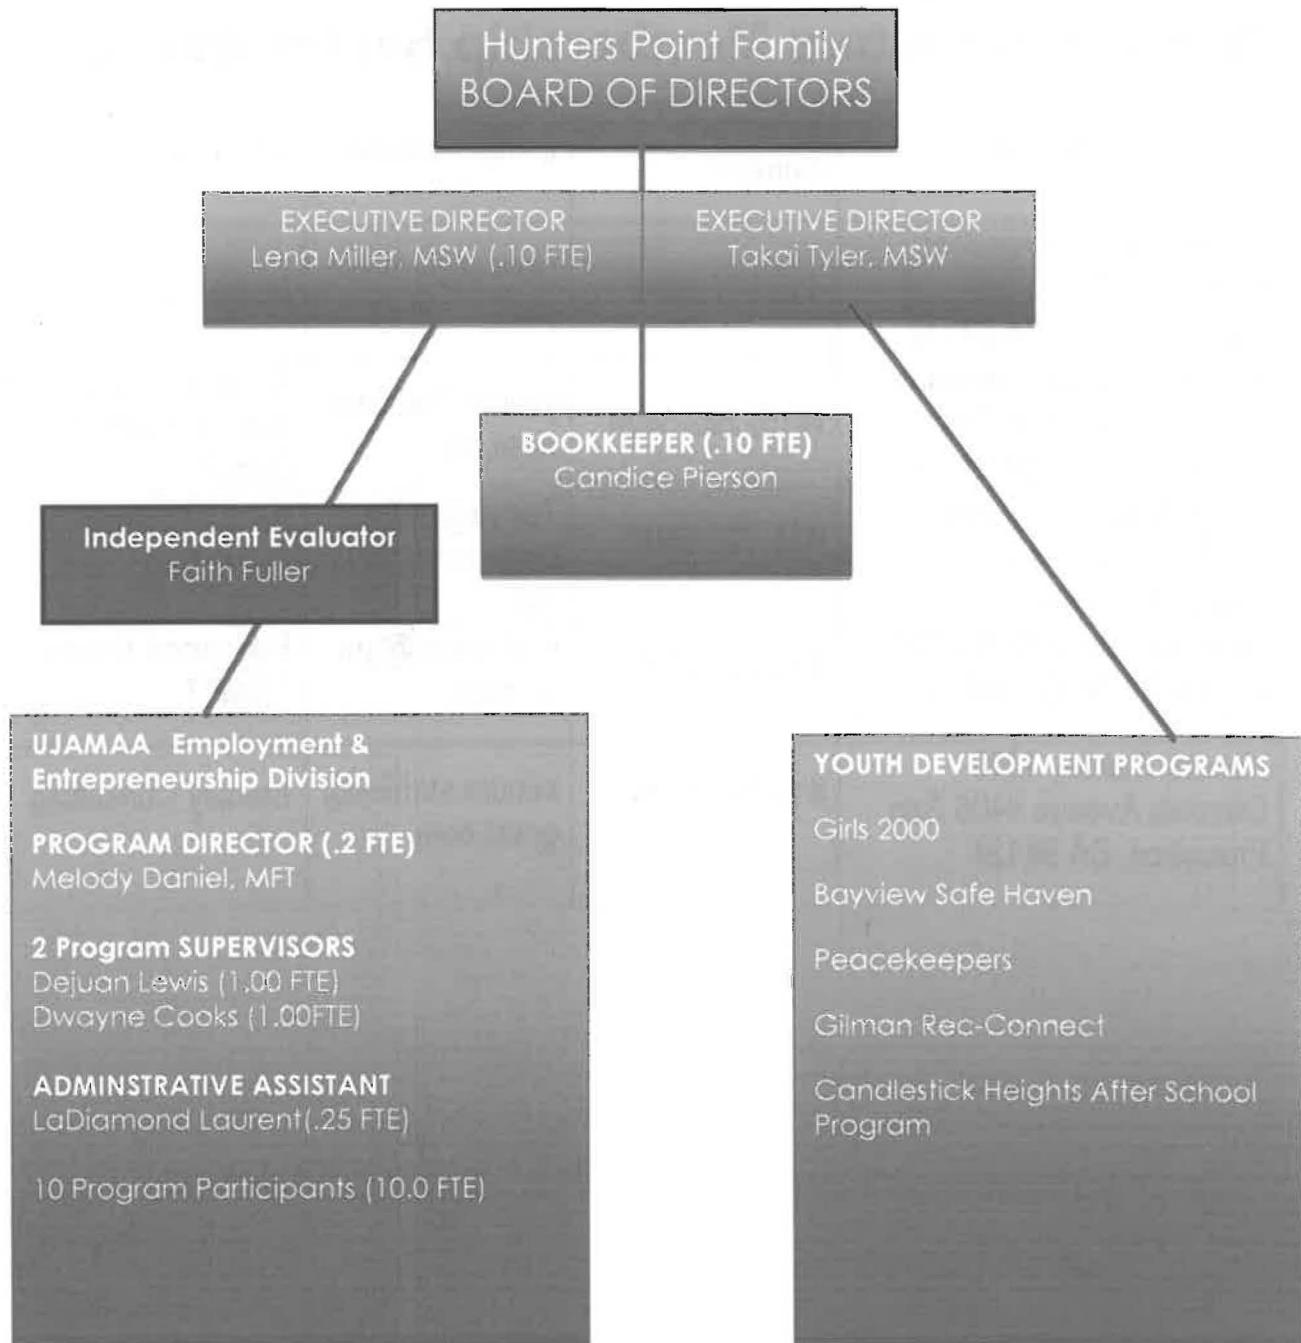 Hunters Point Family
BOARD OF DIRECTORS
EXECUTIVE DIRECTOR
Lena Miller, MSW (.10 FTE)
EXECUTIVE DIRECTOR
Takai Tyler, MSW
BOOKKEEPER (.10 FTE)
Candice Pierson
Independent Evaluator
Faith Fuller
UJAMAA Employment &
Entrepreneurship Division
PROGRAM DIRECTOR (.2 FTE)
Melody Daniel, MFT
2 Program SUPERVISORS
Dejuan Lewis (1.00 FTE)
Dwayne Cooks (1.00FTE)
ADMINSTRATIVE ASSISTANT
LaDiamond Laurent(.25 FTE)
10 Program Participants (10.0 FTE)
YOUTH DEVELOPMENT PROGRAMS
Girls 2000
Bayview Safe Haven
Peacekeepers
Gilman Rec-Connect
Candlestick Heights After School
Program